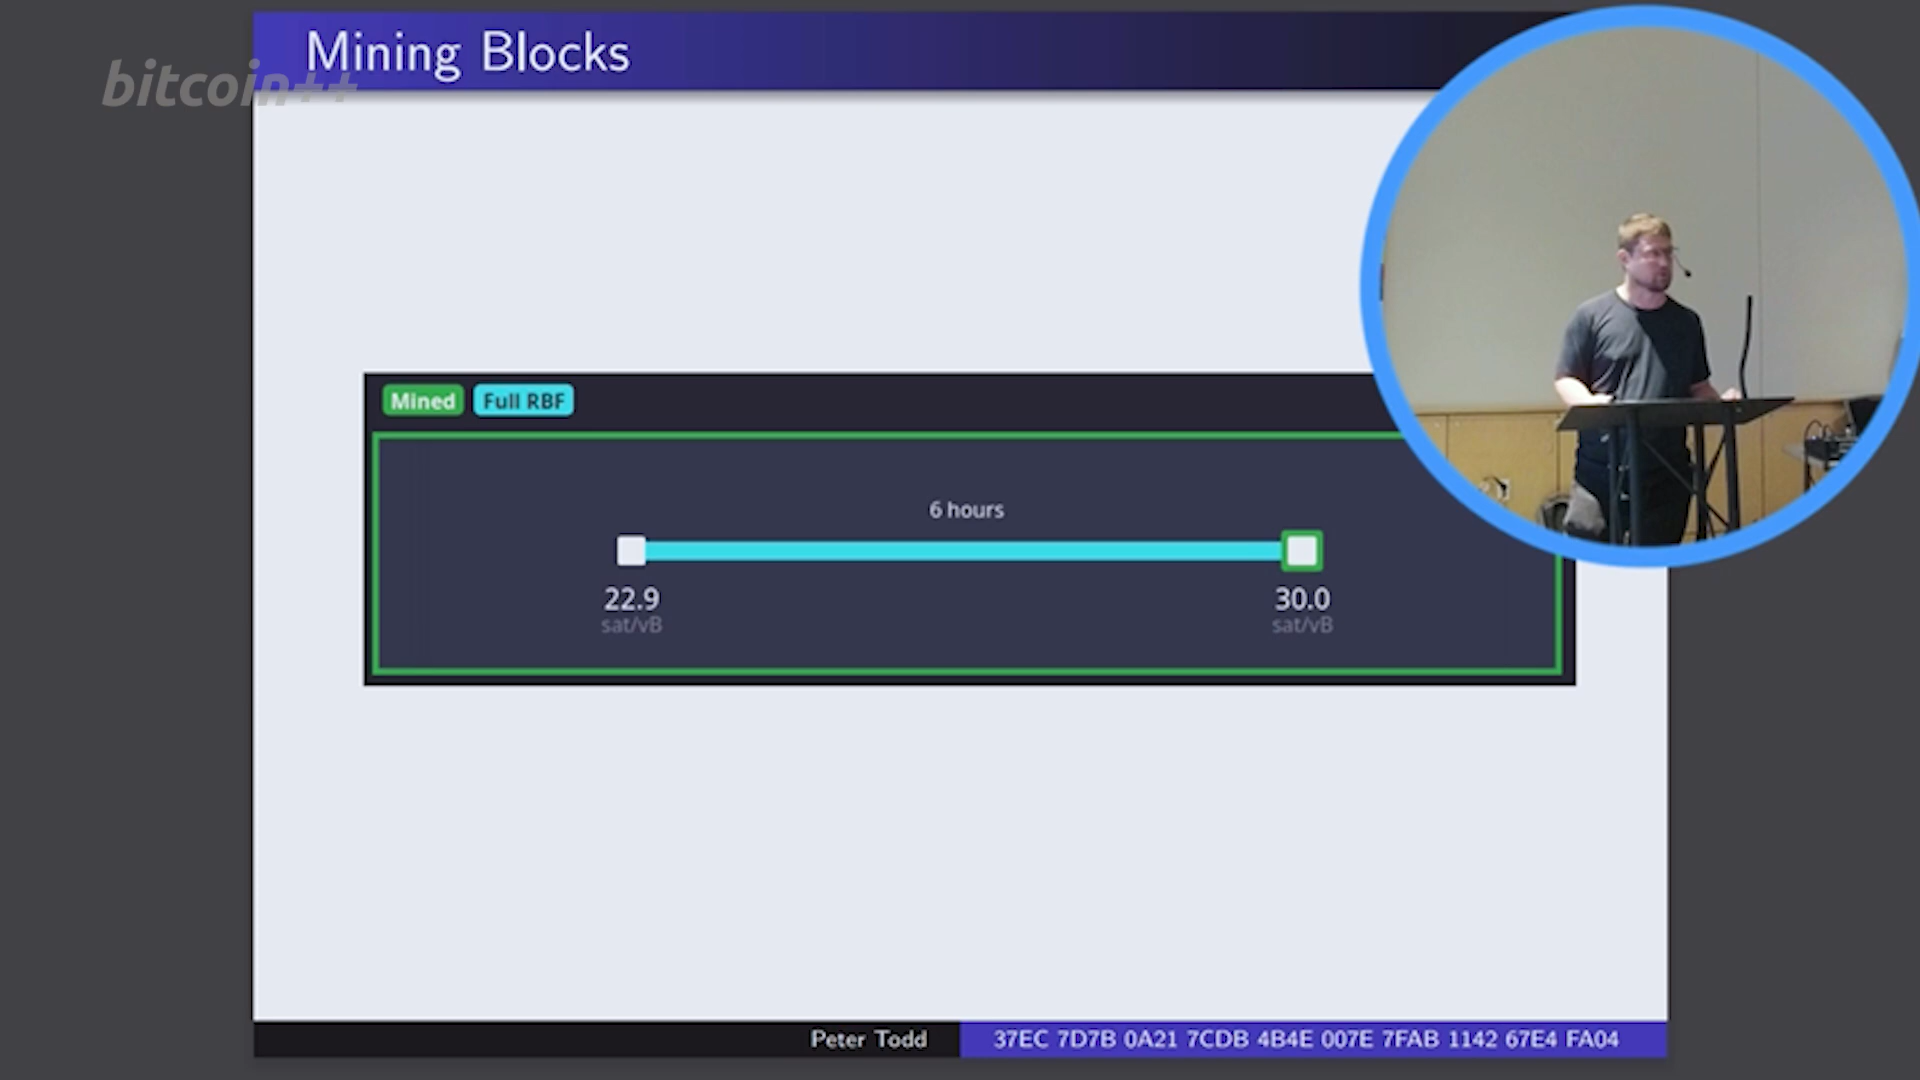 Mining Blocks
bitcoin++
Mined Full RBF
6 hours
22.9 30.0
sat/vB sat/vB
Peter Todd 37EC 7D7B 0A21 7CDB 4B4E 007E 7FAB 1142 67E4 FA04